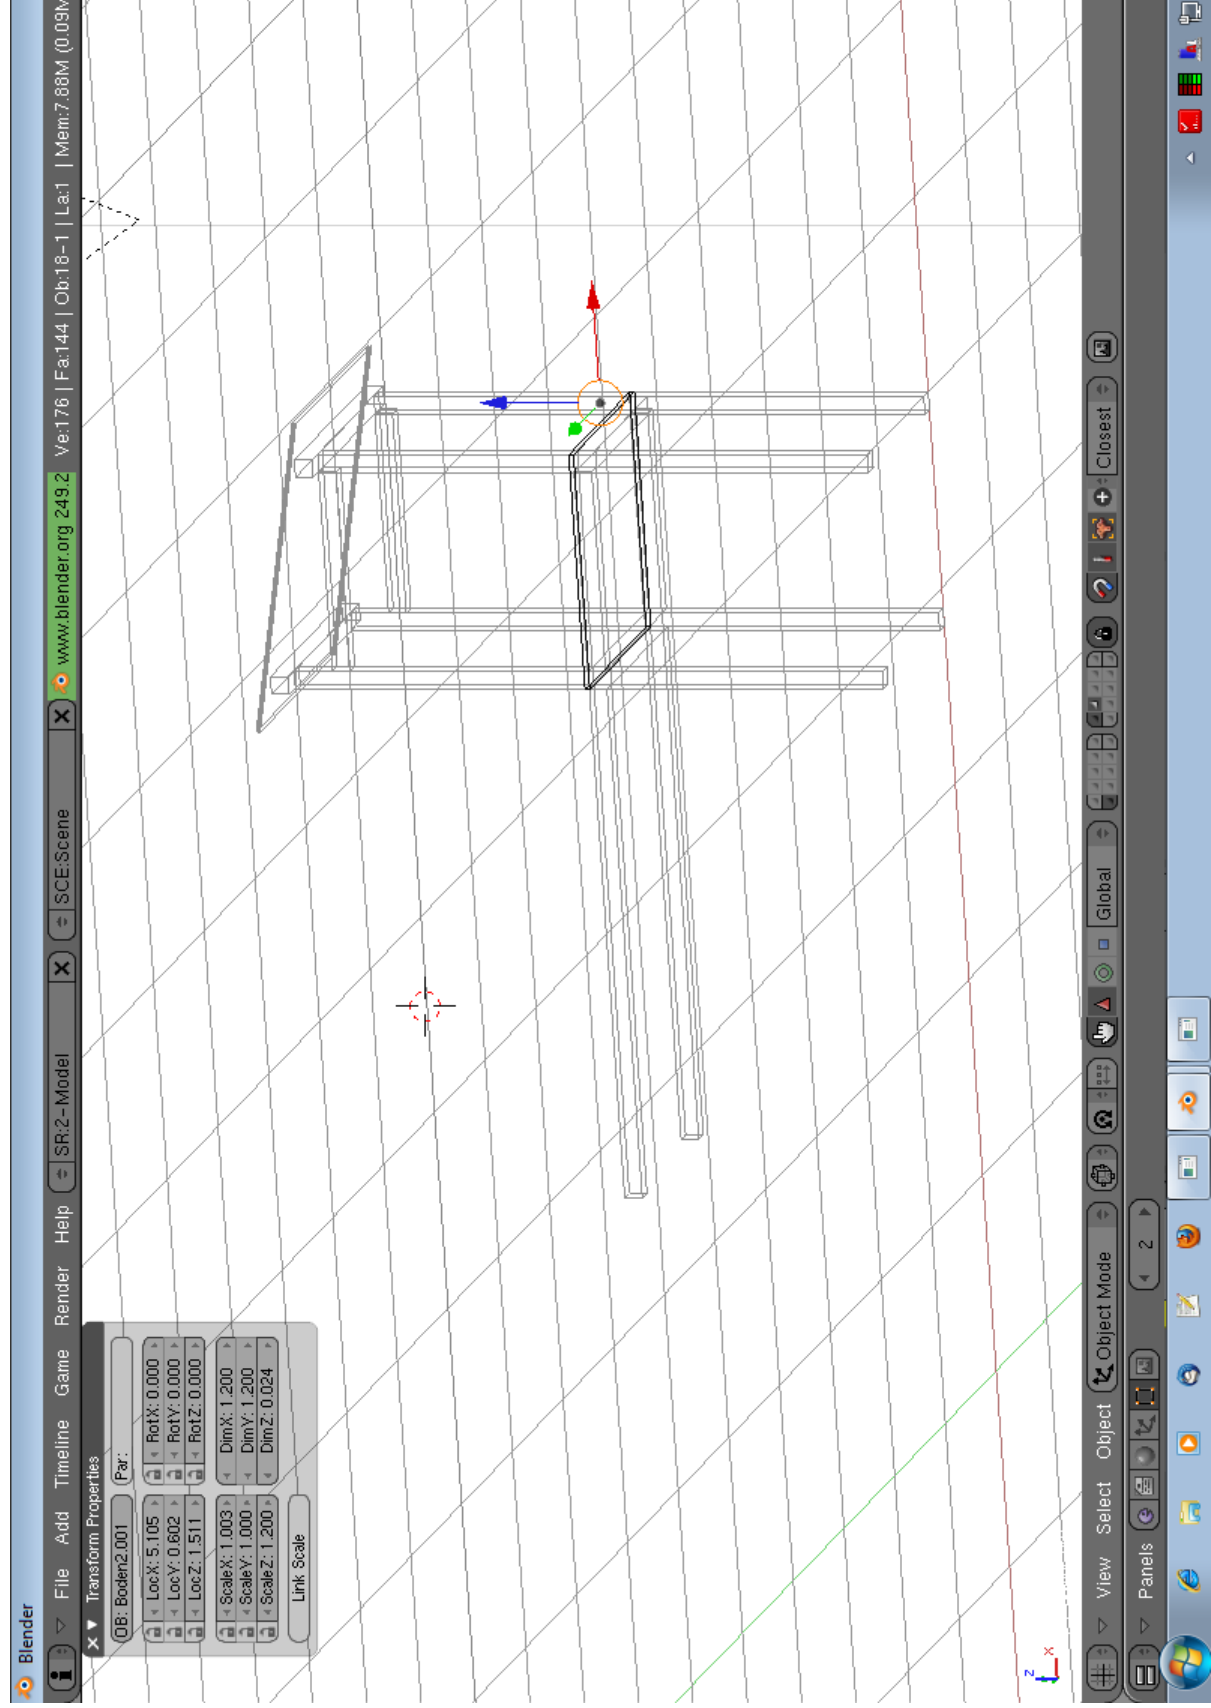 Blender
File Add Timeline Game Render Help SR:2-Model SCE:Scene www.blender.org 249.2 Ve:176 | Fa:144 | Ob:18-1 | La:1 | Mem:7.88M (0.09M
Transform Properties
OB: Boden2.001 Par:
LocX: 5.105 RotX: 0.000
LocY: 0.602 RotY: 0.000
LocZ: 1.511 RotZ: 0.000
ScaleX: 1.003 DimX: 1.200
ScaleY: 1.000 DimY: 1.200
ScaleZ: 1.200 DimZ: 0.024
Link Scale
z
x
View Select Object Object Mode Global Closest
Panels 2